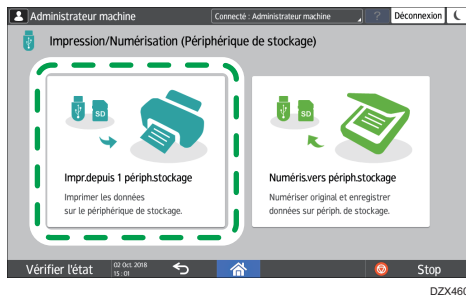 Administrateur machine
Connecté : Administrateur machine
?
Déconnexion
Impression/Numérisation (Périphérique de stockage)
SD
SD
Impr.depuis 1 périph.stockage
Imprimer les données
sur le périphérique de stockage.
Numéris.vers périph.stockage
Numériser original et enregistrer
données sur périph. de stockage.
Vérifier l'état
02 Oct. 2018
15 : 01
Stop
DZX460